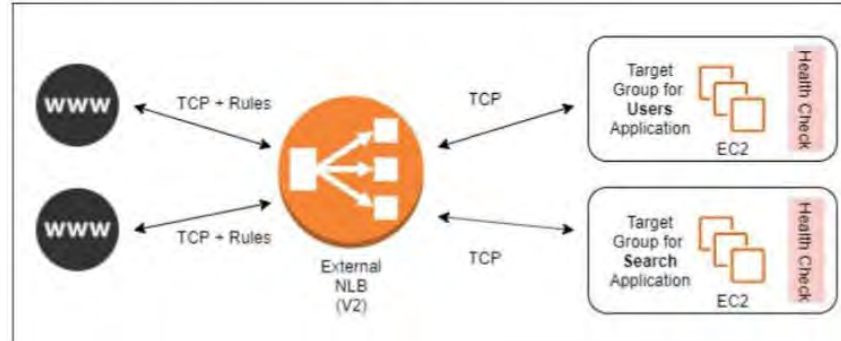 www
TCP + Rules
TCP
Target
Group for
Users
Application
EC2
Health Check
www
TCP + Rules
External
NLB
(V2)
TCP
Target
Group for
Search
Application
EC2
Health Check